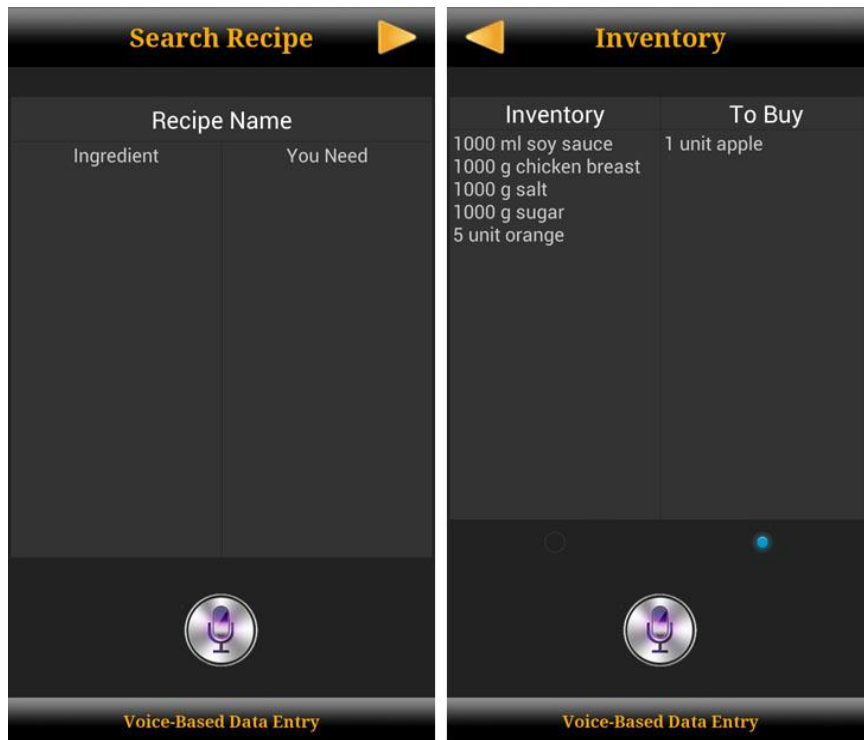 Search Recipe
Recipe Name
Ingredient
You Need
Voice-Based Data Entry
Inventory
Inventory
1000 ml soy sauce
1000 g chicken breast
1000 g salt
1000 g sugar
5 unit orange
To Buy
1 unit apple
Voice-Based Data Entry